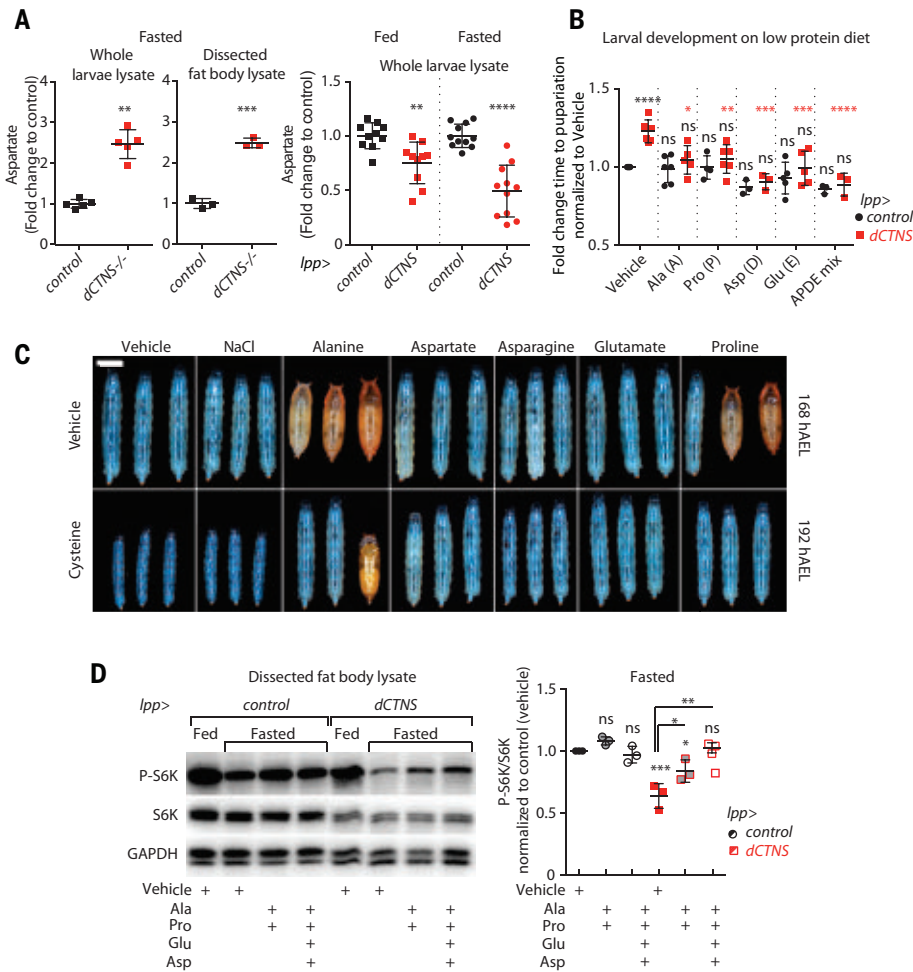 A
Fasted
Whole
larvae lysate
Dissected
fat body lysate
Aspartate
(Fold change to control)
4
3
2
1
0
**
control
dCTNS-/-
4
3
2
1
0
***
control
dCTNS-/-
Fed
Fasted
Whole larvae lysate
Aspartate
(Fold change to control)
1.5
1.0
0.5
0
**
****
lpp>
control
dCTNS
control
dCTNS
B
Larval development on low protein diet
Fold change time to pupariation
normalized to Vehicle
1.5
1.0
0.5
****
ns
*
ns
ns
**
ns
ns
***
ns
ns
***
ns
ns
****
ns
Vehicle
Ala (A)
Pro (P)
Asp (D)
Glu (E)
APDE mix
lpp>
control
dCTNS
C
Vehicle
NaCl
Alanine
Aspartate
Asparagine
Glutamate
Proline
Vehicle
168 hAEL
Cysteine
192 hAEL
D
Dissected fat body lysate
lpp>
control
dCTNS
Fed
Fasted
Fed
Fasted
P-S6K
S6K
GAPDH
Vehicle + + + +
Ala + + + +
Pro + + + +
Glu + +
Asp + +
Fasted
P-S6K/S6K
normalized to control (vehicle)
1.5
1.0
0.5
0
ns
ns
***
*
*
**
ns
lpp>
control
dCTNS
Vehicle + +
Ala + + + +
Pro + + + +
Glu + +
Asp + +